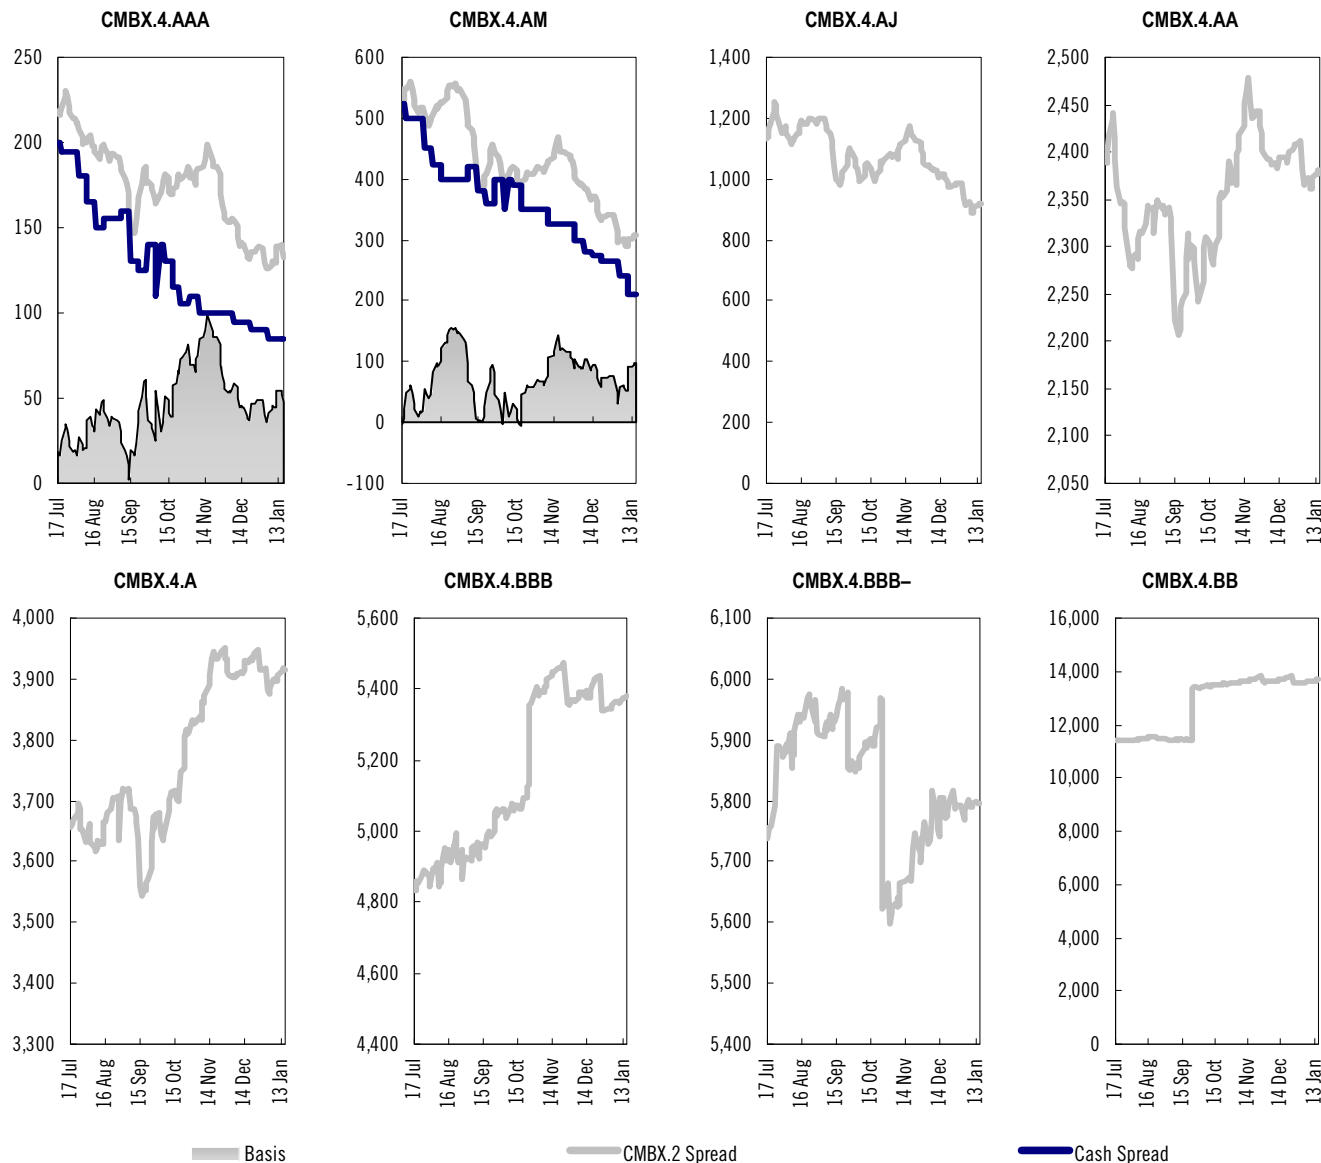 CMBX.4.AAA
250
200
150
100
50
0
17 Jul
16 Aug
15 Sep
15 Oct
14 Nov
14 Dec
13 Jan
CMBX.4.AM
600
500
400
300
200
100
0
-100
17 Jul
16 Aug
15 Sep
15 Oct
14 Nov
14 Dec
13 Jan
CMBX.4.AJ
1,400
1,200
1,000
800
600
400
200
0
17 Jul
16 Aug
15 Sep
15 Oct
14 Nov
14 Dec
13 Jan
CMBX.4.AA
2,500
2,450
2,400
2,350
2,300
2,250
2,200
2,150
2,100
2,050
17 Jul
16 Aug
15 Sep
15 Oct
14 Nov
14 Dec
13 Jan
CMBX.4.A
4,000
3,900
3,800
3,700
3,600
3,500
3,400
3,300
17 Jul
16 Aug
15 Sep
15 Oct
14 Nov
14 Dec
13 Jan
CMBX.4.BBB
5,600
5,400
5,200
5,000
4,800
4,600
4,400
17 Jul
16 Aug
15 Sep
15 Oct
14 Nov
14 Dec
13 Jan
CMBX.4.BBB–
6,100
6,000
5,900
5,800
5,700
5,600
5,500
5,400
17 Jul
16 Aug
15 Sep
15 Oct
14 Nov
14 Dec
13 Jan
CMBX.4.BB
16,000
14,000
12,000
10,000
8,000
6,000
4,000
2,000
0
17 Jul
16 Aug
15 Sep
15 Oct
14 Nov
14 Dec
13 Jan
Basis
CMBX.2 Spread
Cash Spread